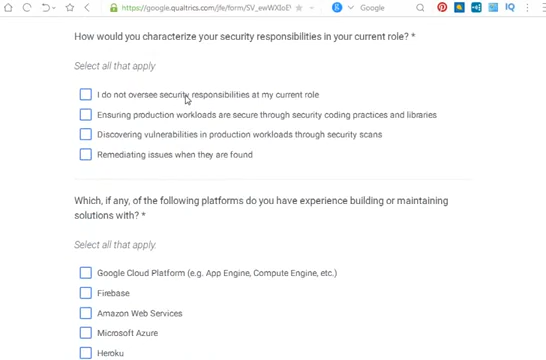 https://google.qualtrics.com/jfe/form/SV_ewWXIoEV
Google
IQ
How would you characterize your security responsibilities in your current role? *
Select all that apply
I do not oversee security responsibilities at my current role
Ensuring production workloads are secure through security coding practices and libraries
Discovering vulnerabilities in production workloads through security scans
Remediating issues when they are found
Which, if any, of the following platforms do you have experience building or maintaining
solutions with? *
Select all that apply.
Google Cloud Platform (e.g. App Engine, Compute Engine, etc.)
Firebase
Amazon Web Services
Microsoft Azure
Heroku